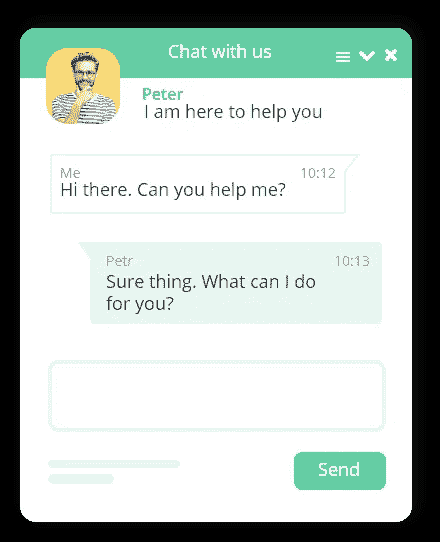 Chat with us
Peter
I am here to help you
Me 10:12
Hi there. Can you help me?
Petr 10:13
Sure thing. What can I do
for you?
Send